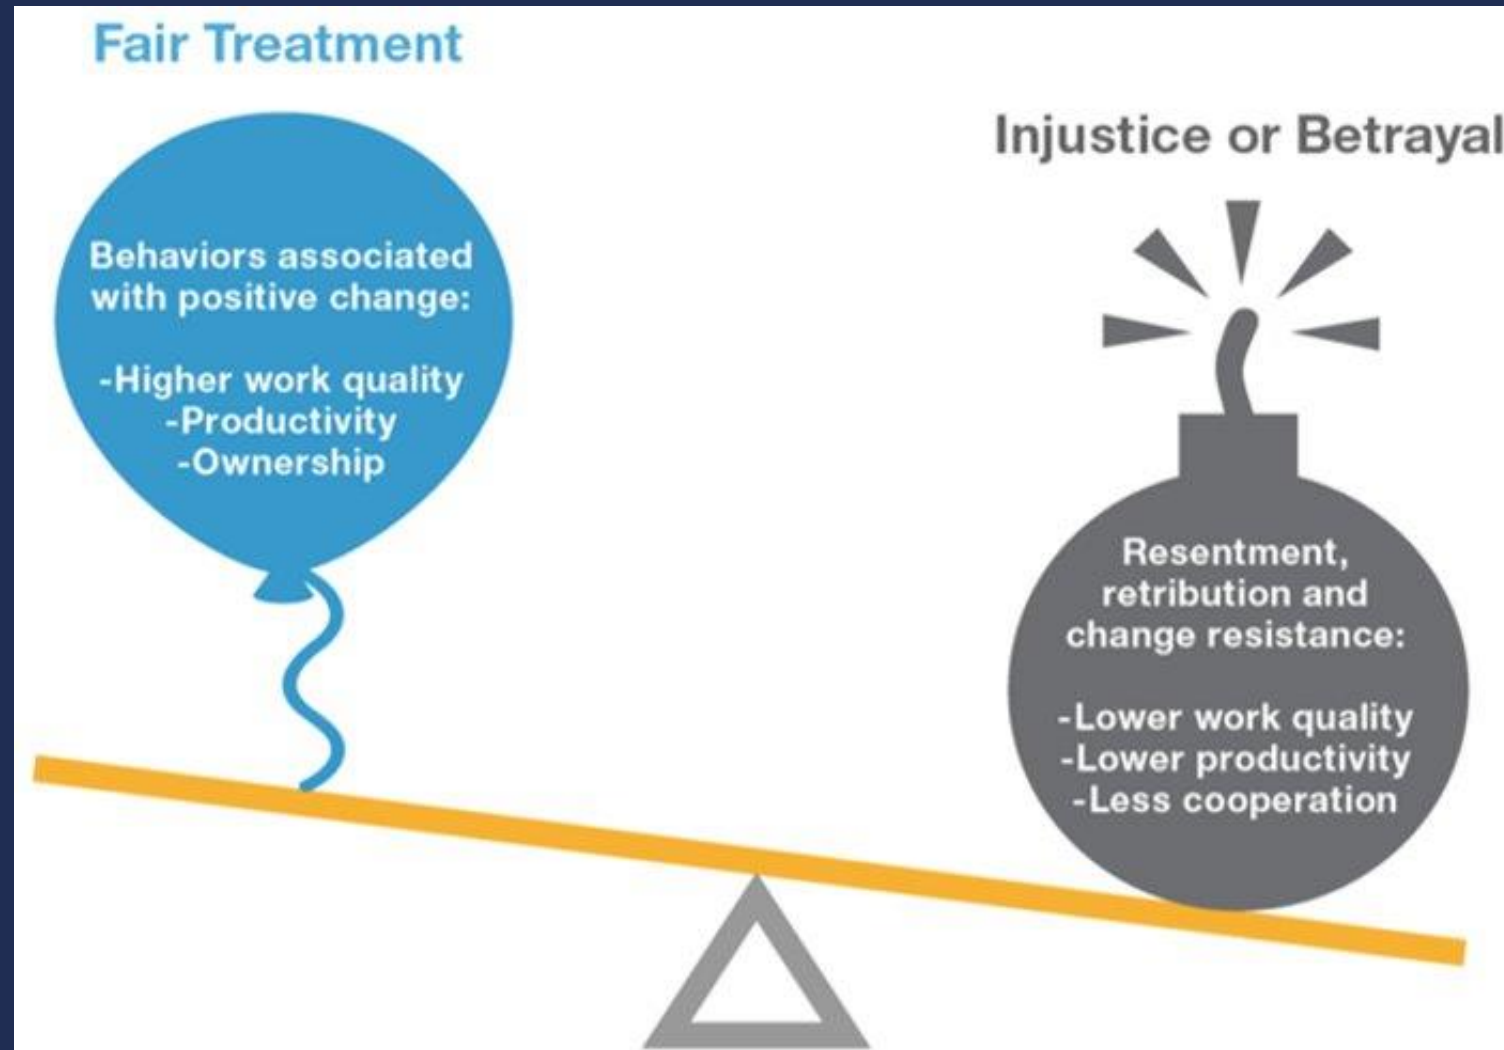 Fair Treatment
Behaviors associated
with positive change:
-Higher work quality
-Productivity
-Ownership
Injustice or Betrayal
Resentment,
retribution and
change resistance:
-Lower work quality
-Lower productivity
-Less cooperation